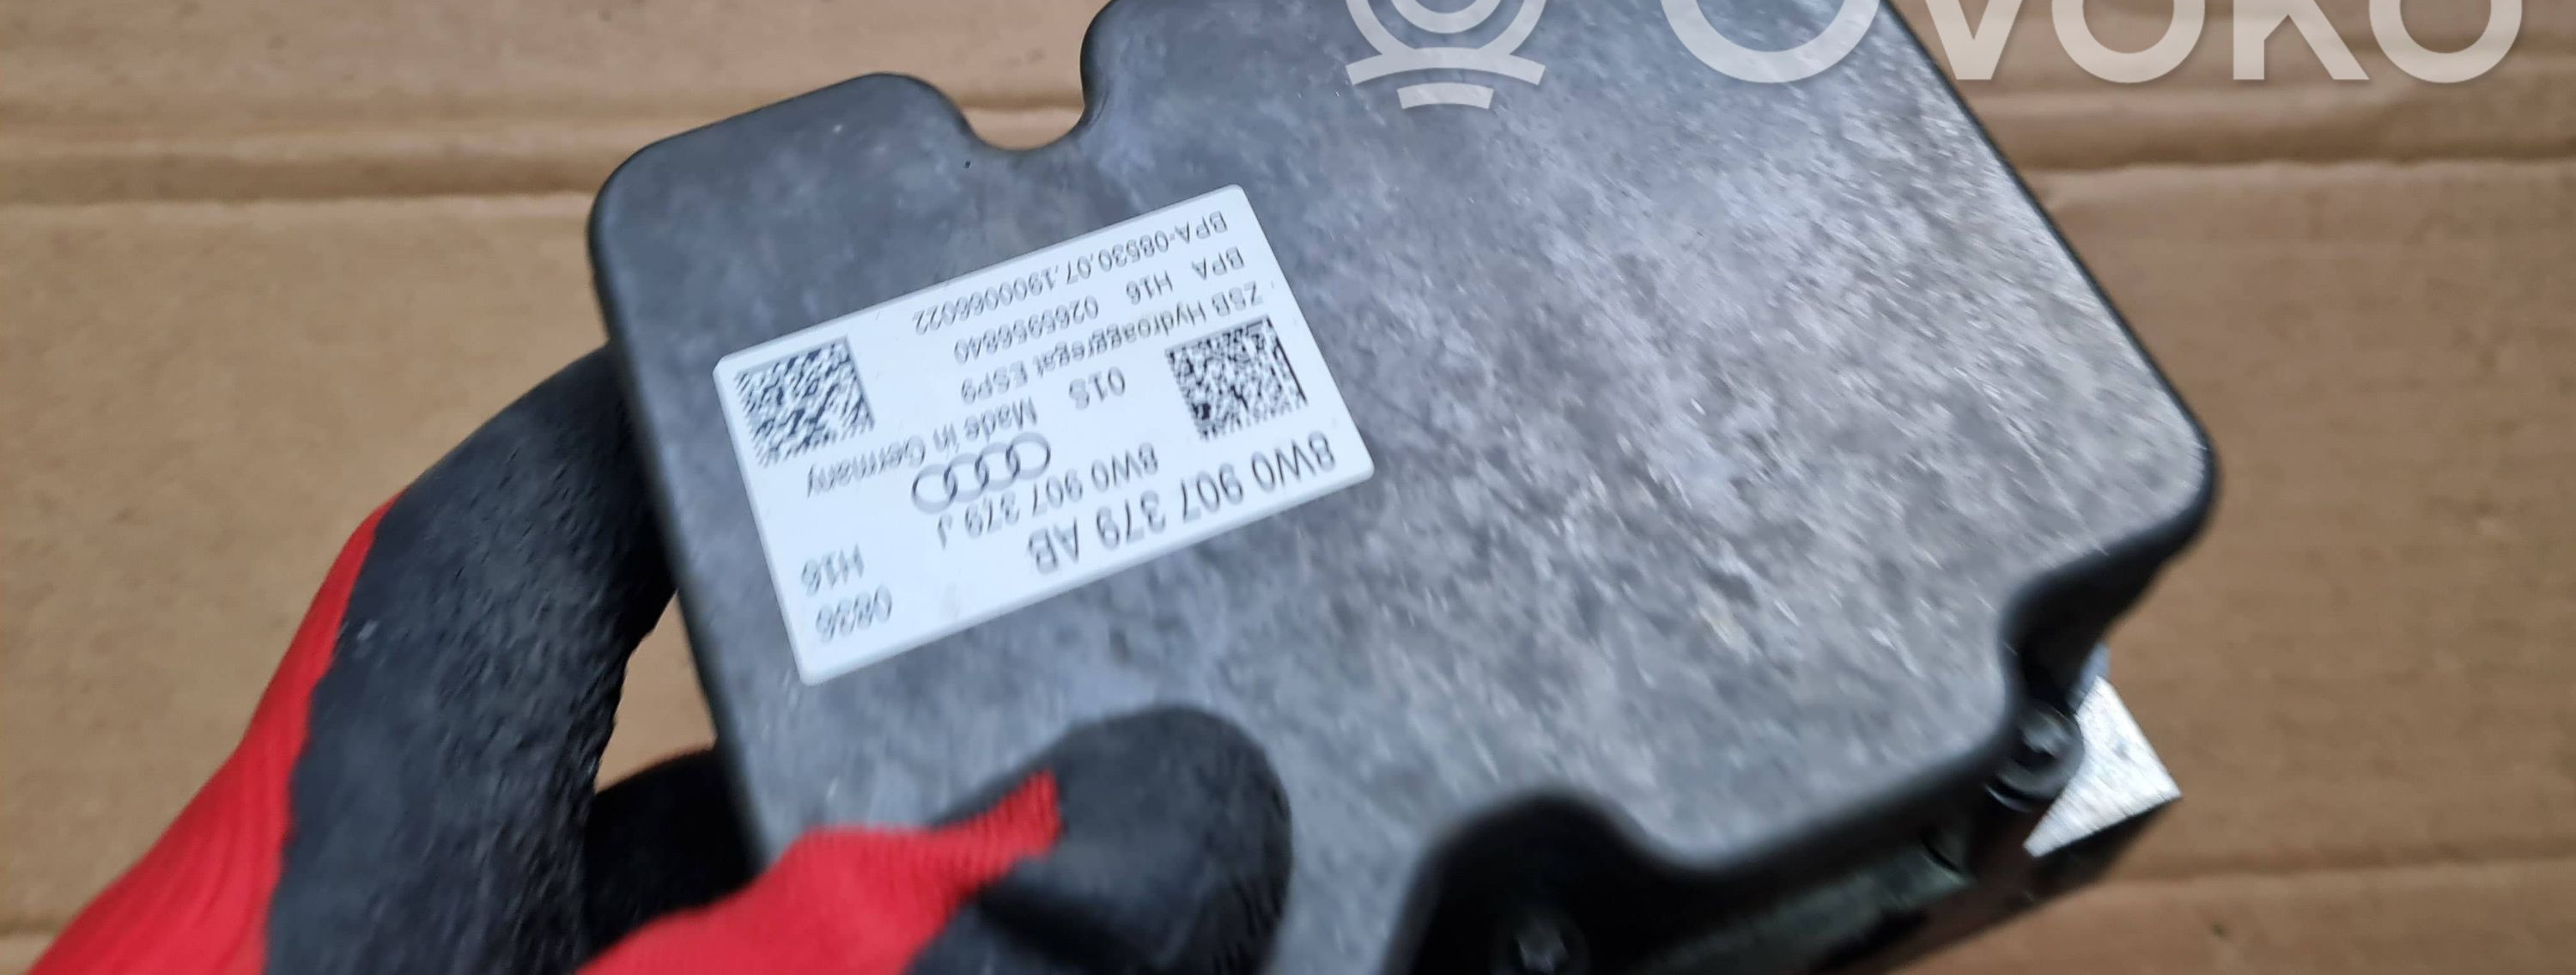 OVOKO
8W0 907 379 AB
0836
8W0 907 379 J
H16
01S
Made in Germany
ZSB Hydroaggregat ESP9
BPA H16 0265956840
BPA-08530.07.1900066022